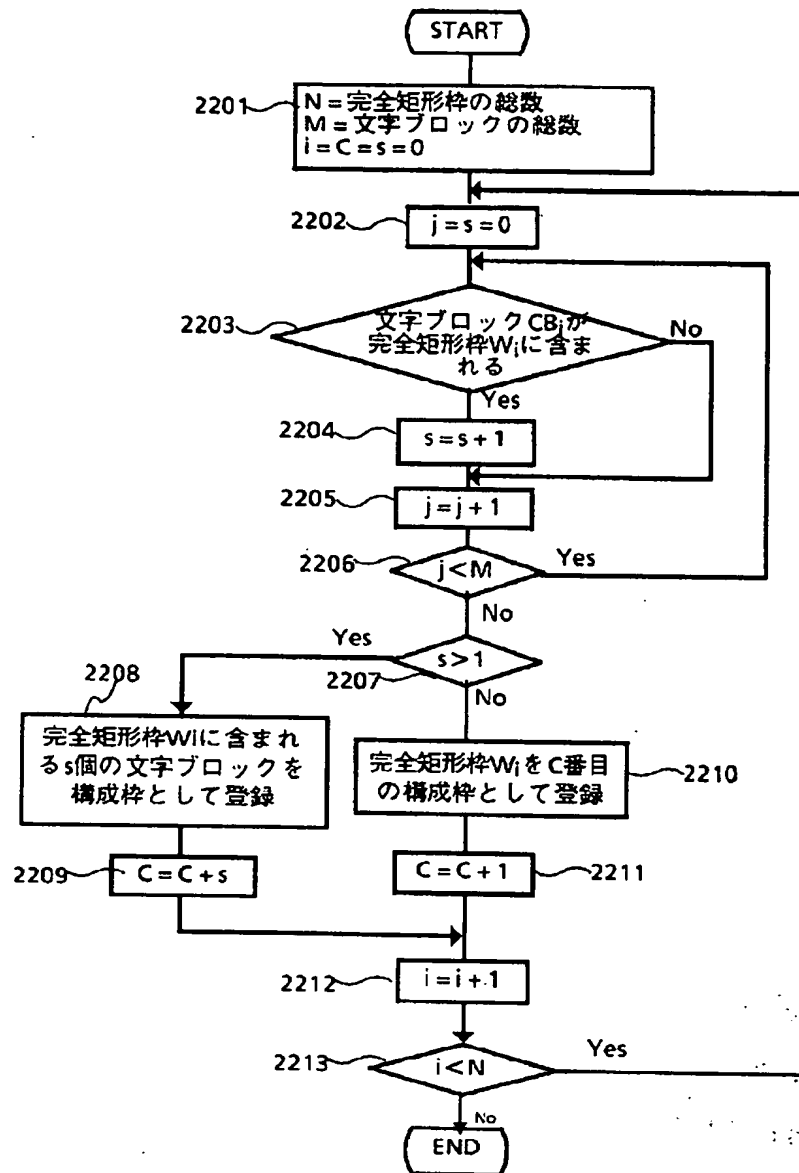 START
2201
N=完全矩形枠の総数
M=文字ブロックの総数
i=C=s=0
2202
j=s=0
2203
文字ブロックCBjが
完全矩形枠Wiに含ま
れる
No
Yes
2204
s=s+1
2205
j=j+1
2206
j<M
Yes
No
Yes
s>1
2207
No
2208
完全矩形枠Wiに含まれ
るs個の文字ブロックを
構成枠として登録
完全矩形枠WiをC番目
の構成枠として登録
2210
2209
C=C+s
C=C+1
2211
2212
i=i+1
2213
i<N
Yes
No
END